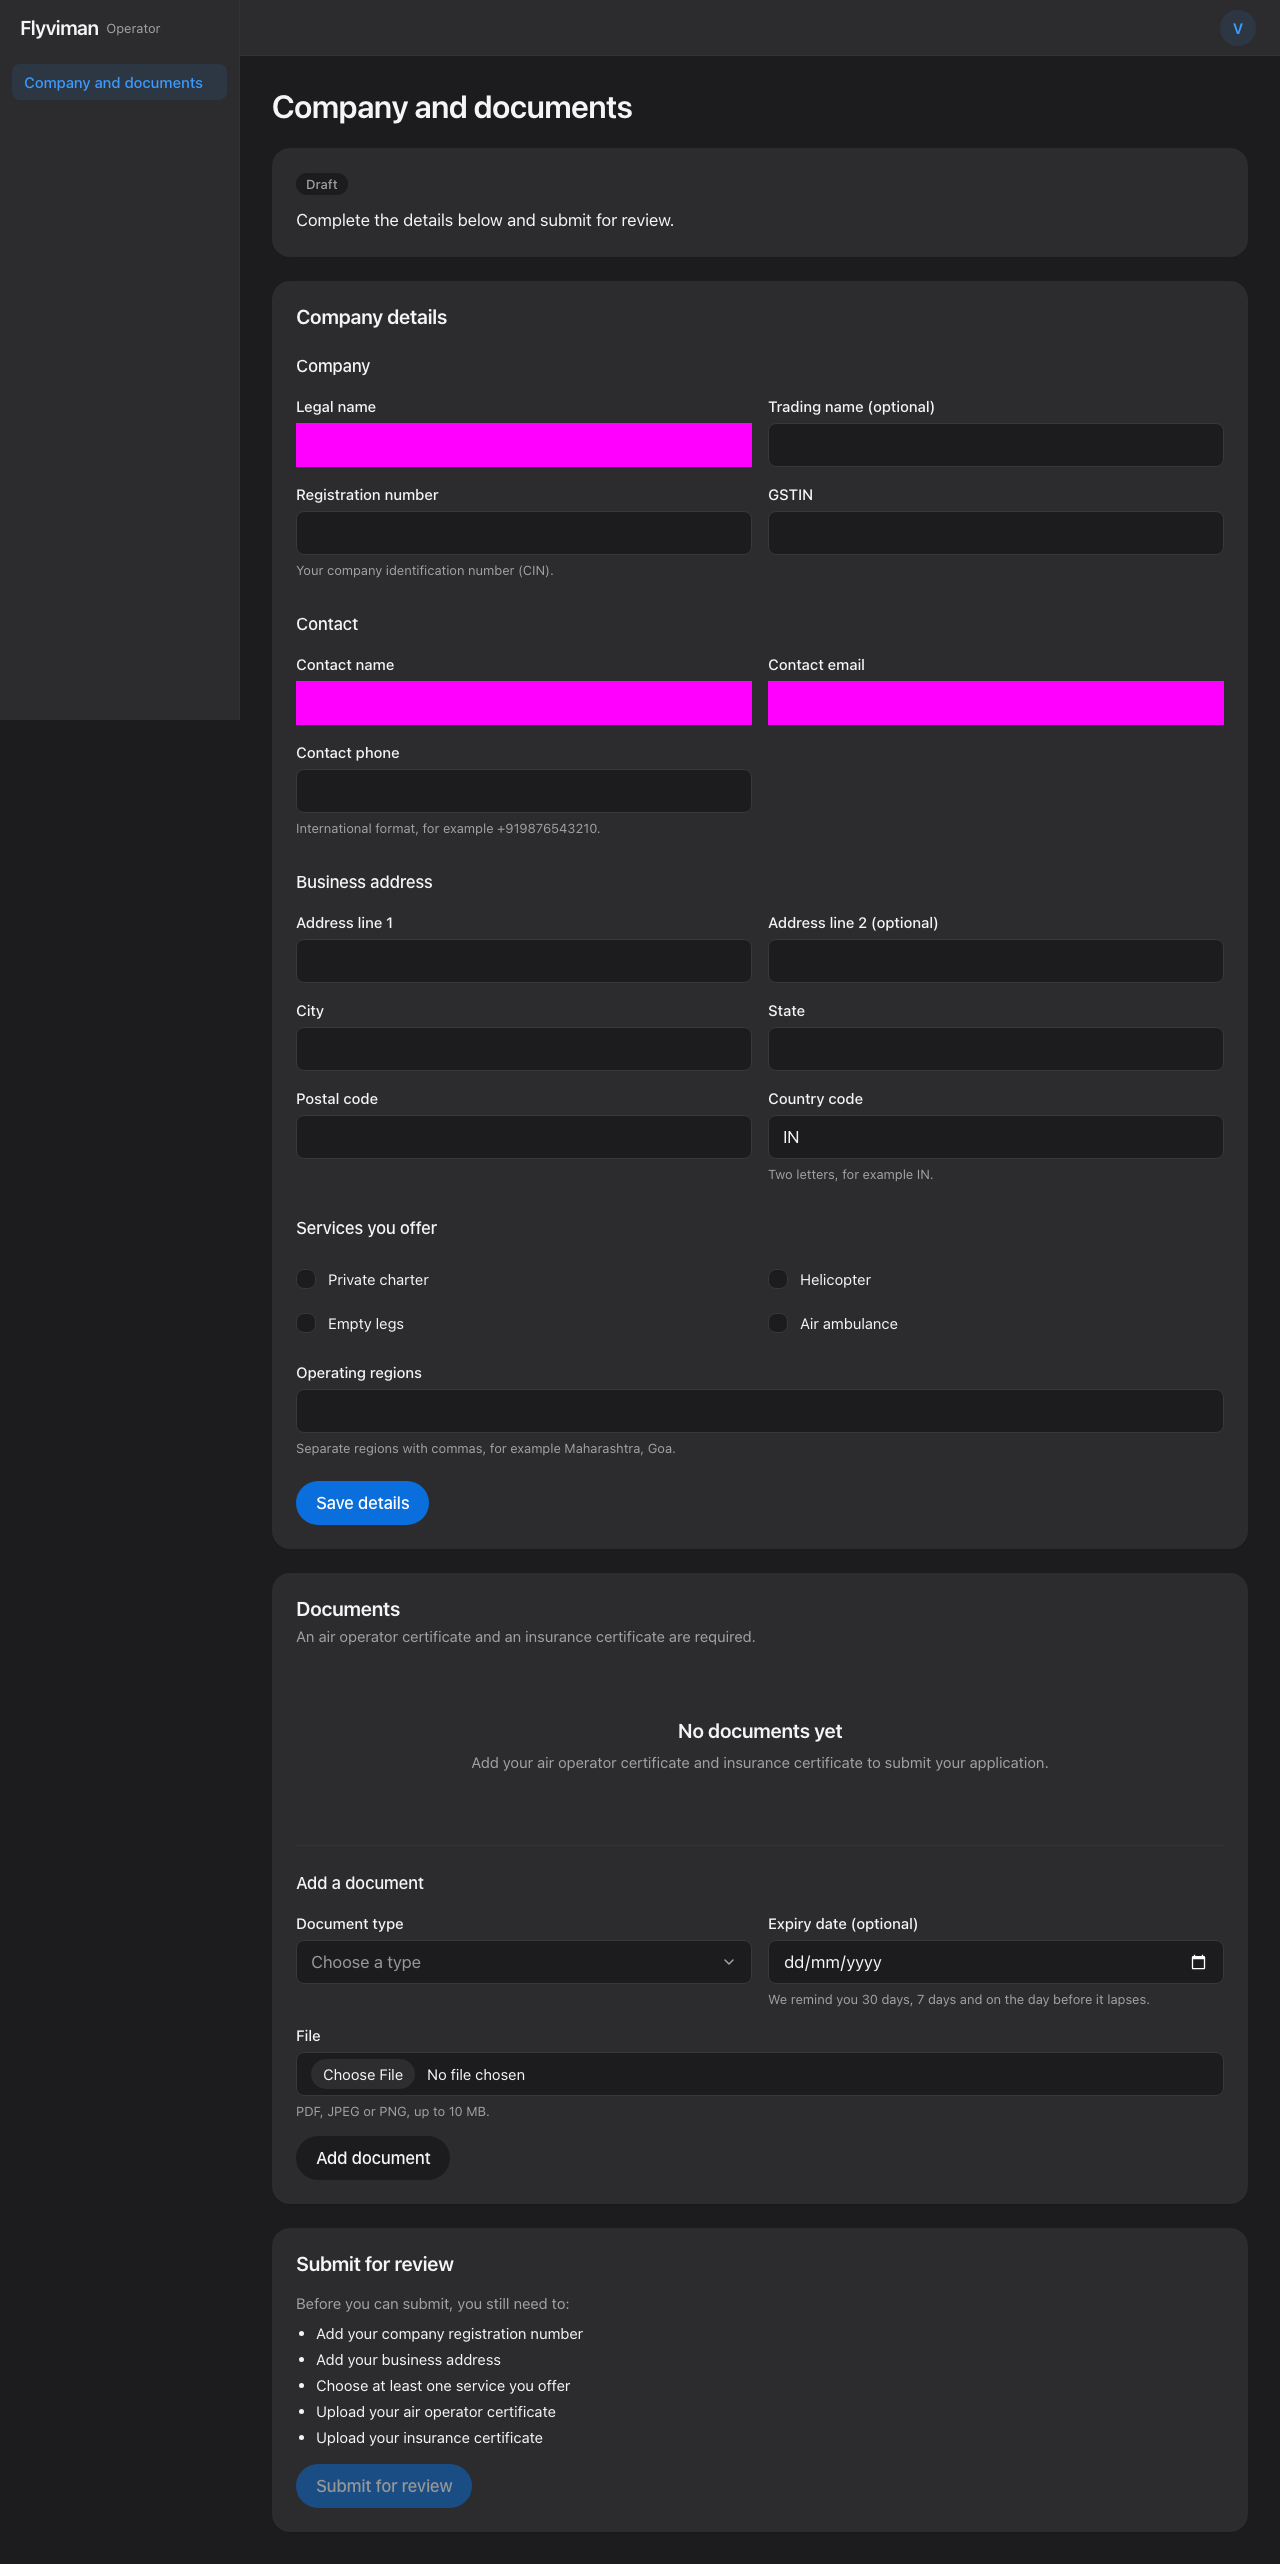 Flyviman Operator
V
Company and documents
Company and documents
Draft
Complete the details below and submit for review.
Company details
Company
Legal name
Trading name (optional)
Registration number
GSTIN
Your company identification number (CIN).
Contact
Contact name
Contact email
Contact phone
International format, for example +919876543210.
Business address
Address line 1
Address line 2 (optional)
City
State
Postal code
Country code
IN
Two letters, for example IN.
Services you offer
Private charter
Helicopter
Empty legs
Air ambulance
Operating regions
Separate regions with commas, for example Maharashtra, Goa.
Save details
Documents
An air operator certificate and an insurance certificate are required.
No documents yet
Add your air operator certificate and insurance certificate to submit your application.
Add a document
Document type
Expiry date (optional)
Choose a type
dd/mm/yyyy
We remind you 30 days, 7 days and on the day before it lapses.
File
Choose File No file chosen
PDF, JPEG or PNG, up to 10 MB.
Add document
Submit for review
Before you can submit, you still need to:
• Add your company registration number
• Add your business address
• Choose at least one service you offer
• Upload your air operator certificate
• Upload your insurance certificate
Submit for review